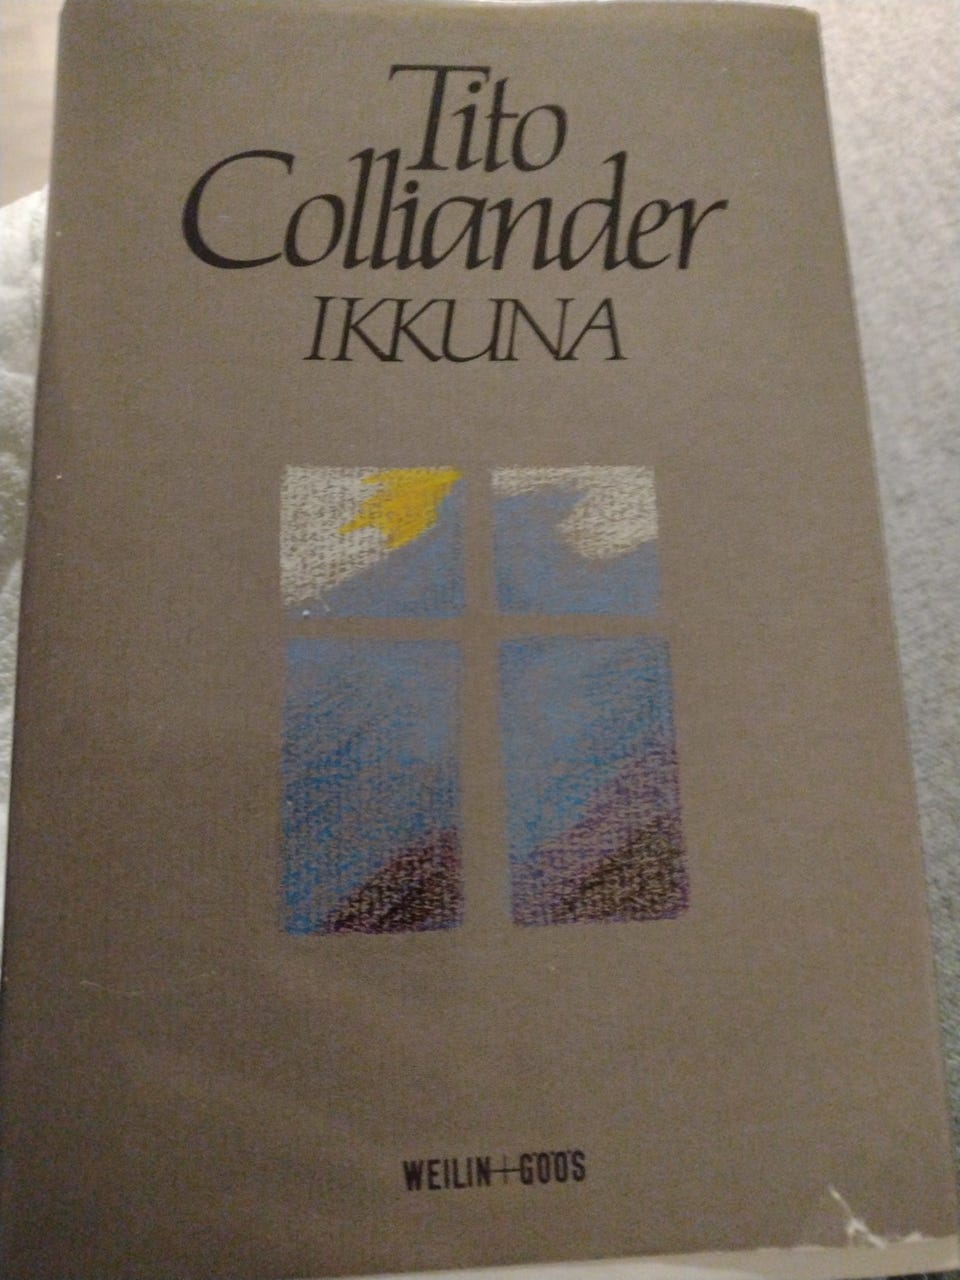 Tito
Colliander
IKKUNA
WEILIN+GÖÖS